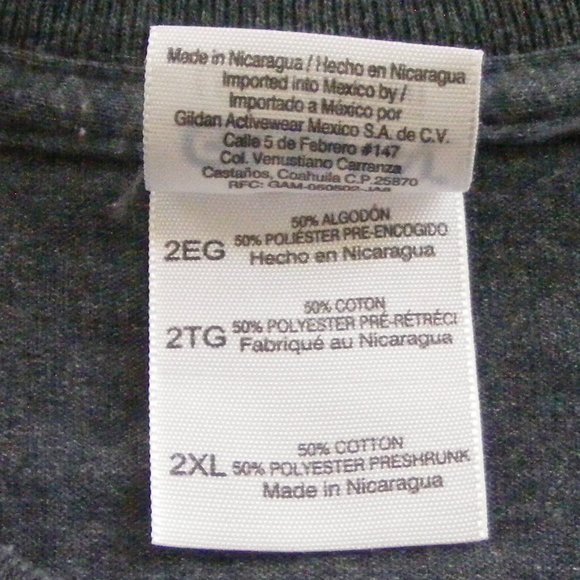 Made in Nicaragua / Hecho en Nicaragua
Imported into Mexico by /
Importado a México por
Gildan Activewear Mexico S.A. de C.V.
Calle 5 de Febrero #147
Col. Venustiano Carranza
Castaños, Coahuila C.P.25870
RFC:
50% ALGODÓN
2EG 50% POLIÉSTER PRE-ENCOGIDO
Hecho en Nicaragua
50% COTON
2TG 50% POLYESTER PRÉ-RÉTRÉCI
Fabriqué au Nicaragua
50% COTTON
2XL 50% POLYESTER PRESHRUNK
Made in Nicaragua